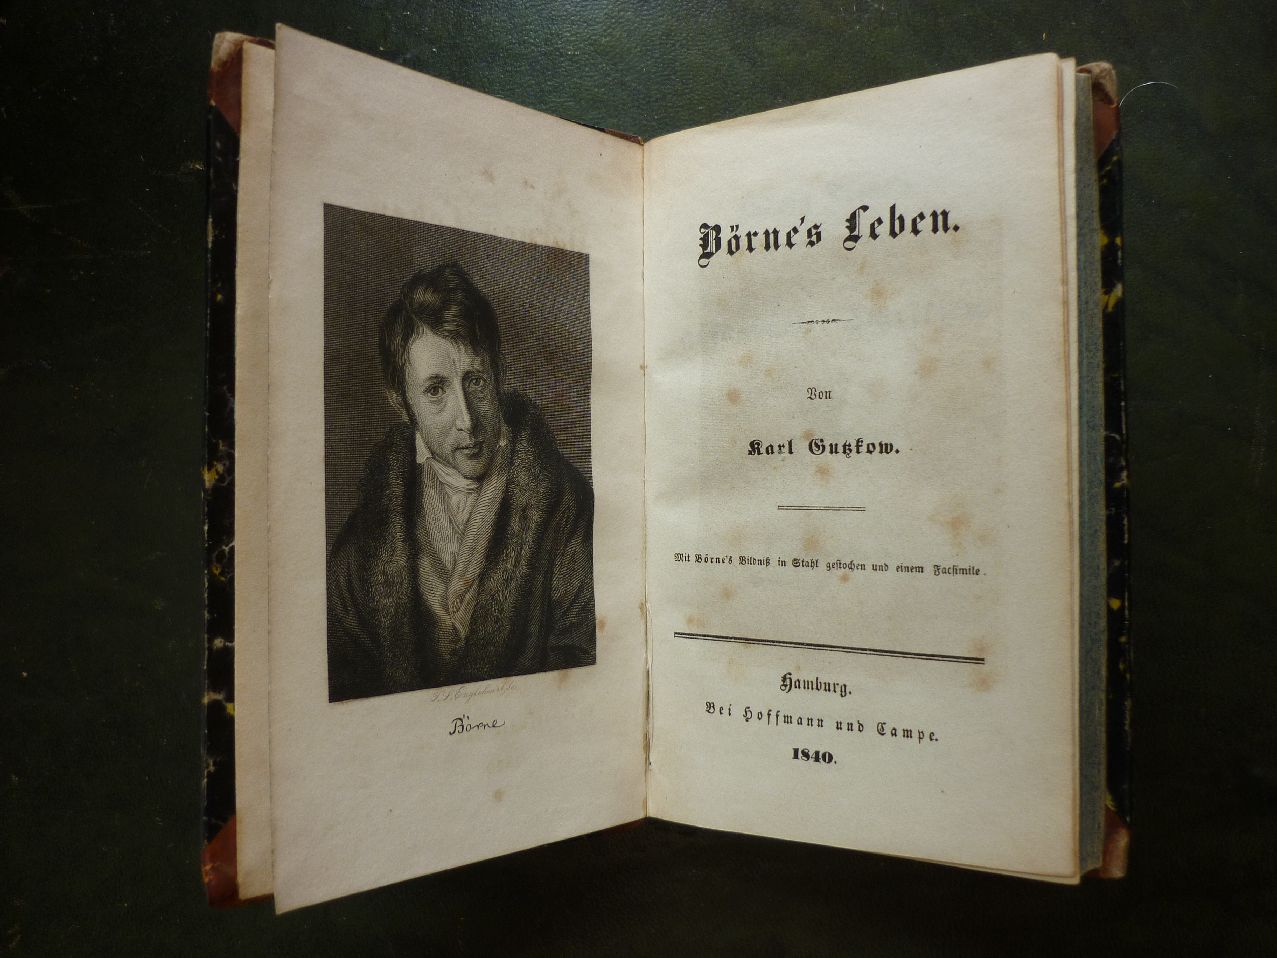 Börne
Börne's Leben.
Von
Karl Gutzkow.
Mit Börne's Bildniß in Stahl gestochen und einem Facsimile.
Hamburg.
Bei Hoffmann und Campe.
1840.